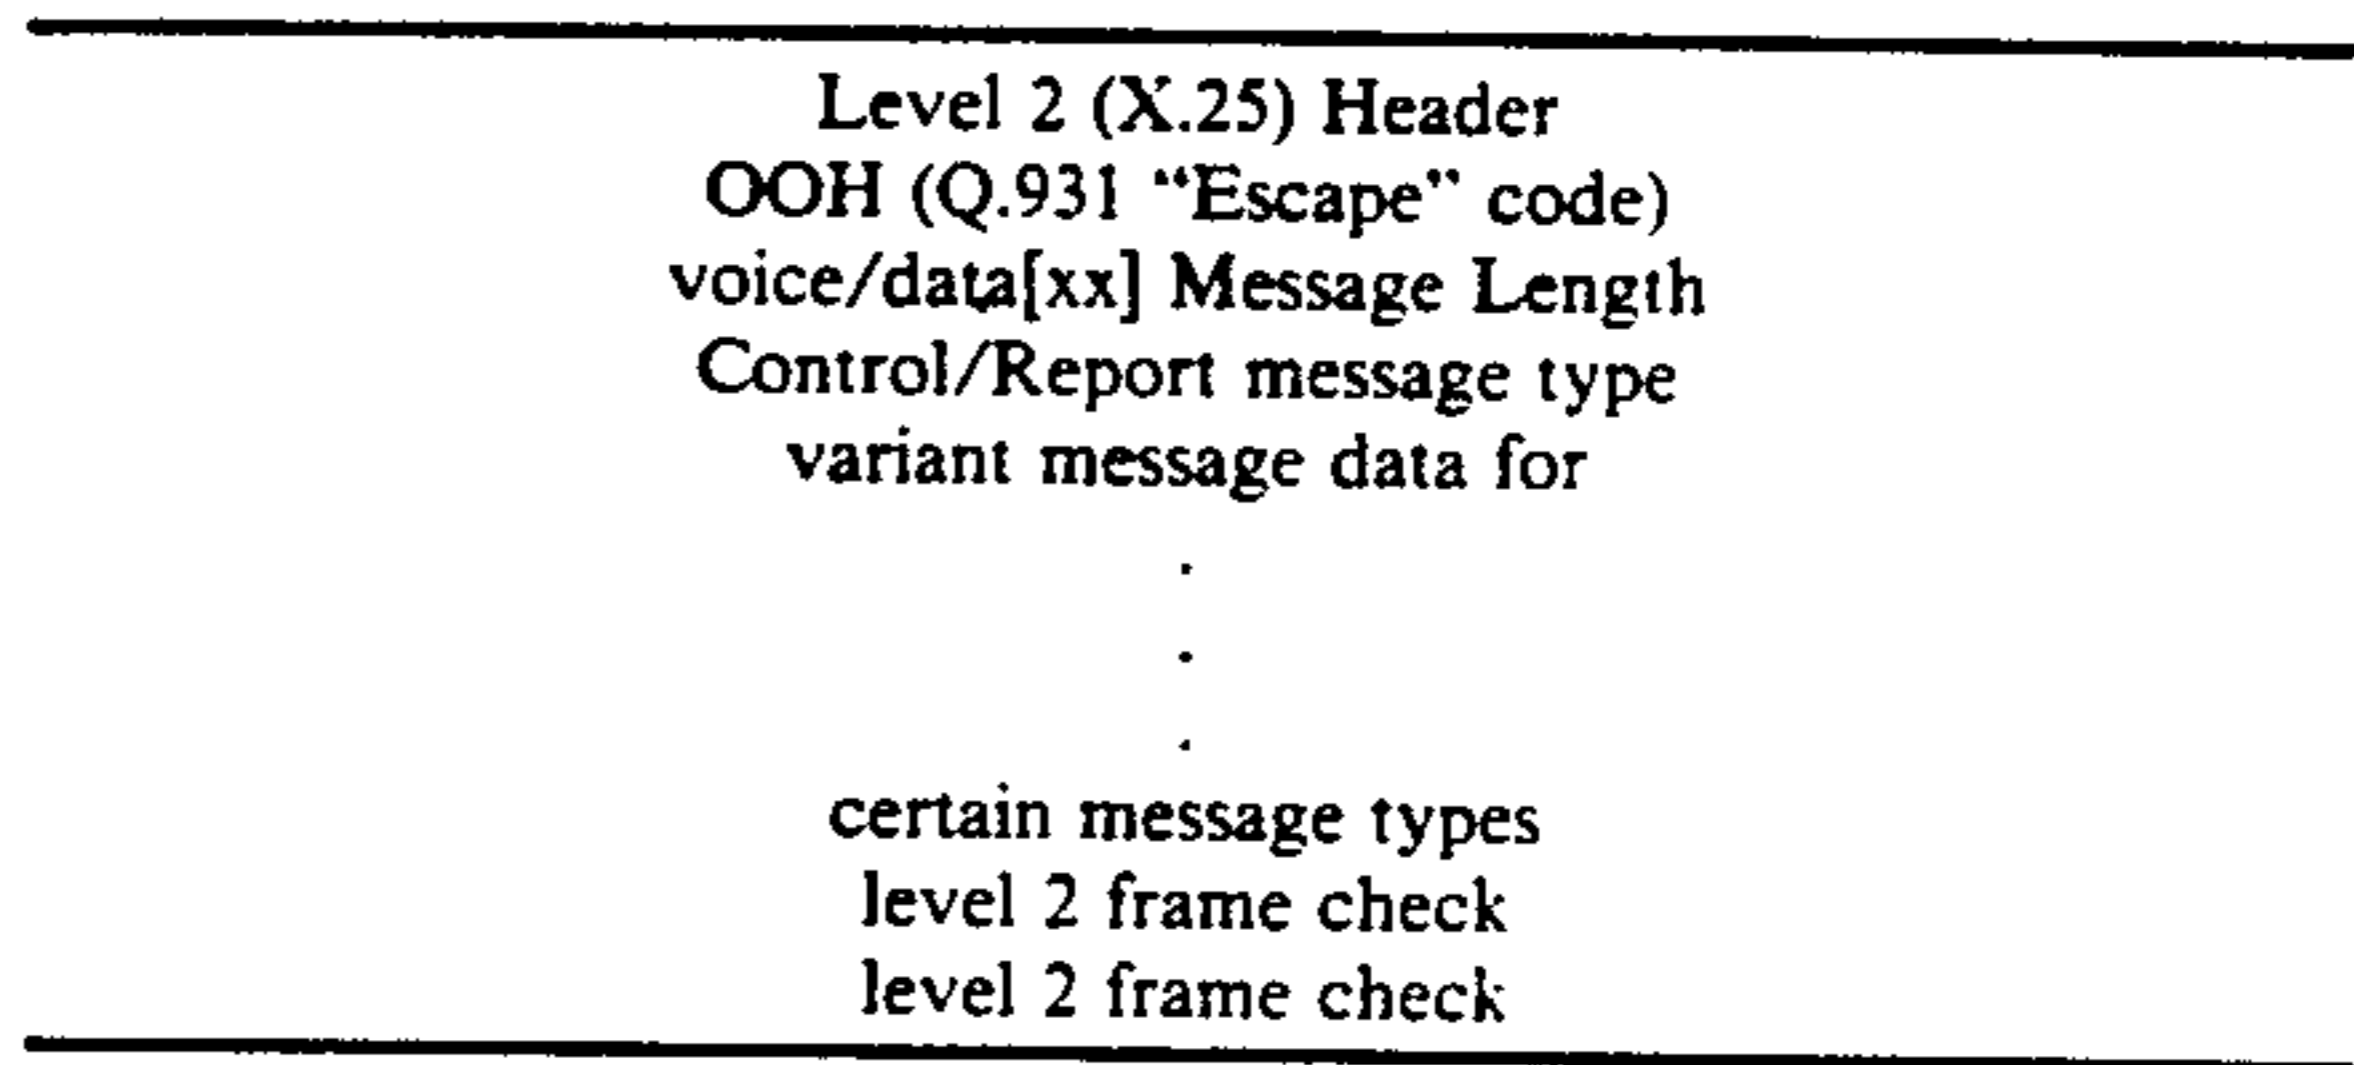 Level 2 (X.25) Header
OOH (Q.931 “Escape” code)
voice/data[xx] Message Length
Control/Report message type
variant message data for
.
.
.
certain message types
level 2 frame check
level 2 frame check